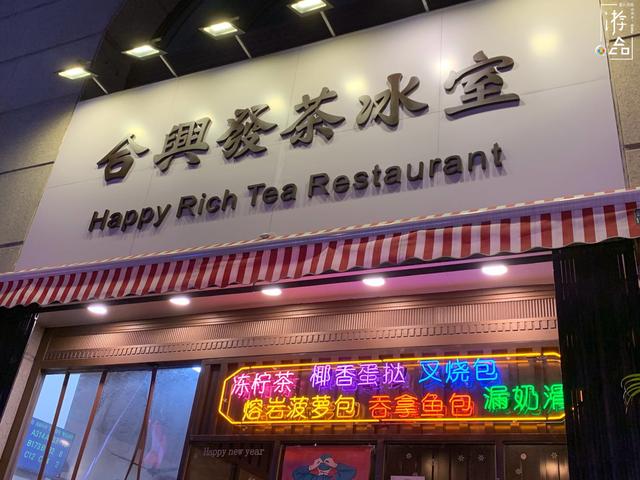 合興發茶冰室
Happy Rich Tea Restaurant
冻柠茶 椰香蛋挞 叉烧包
熔岩菠萝包 吞拿鱼包 漏奶滑
Happy new year